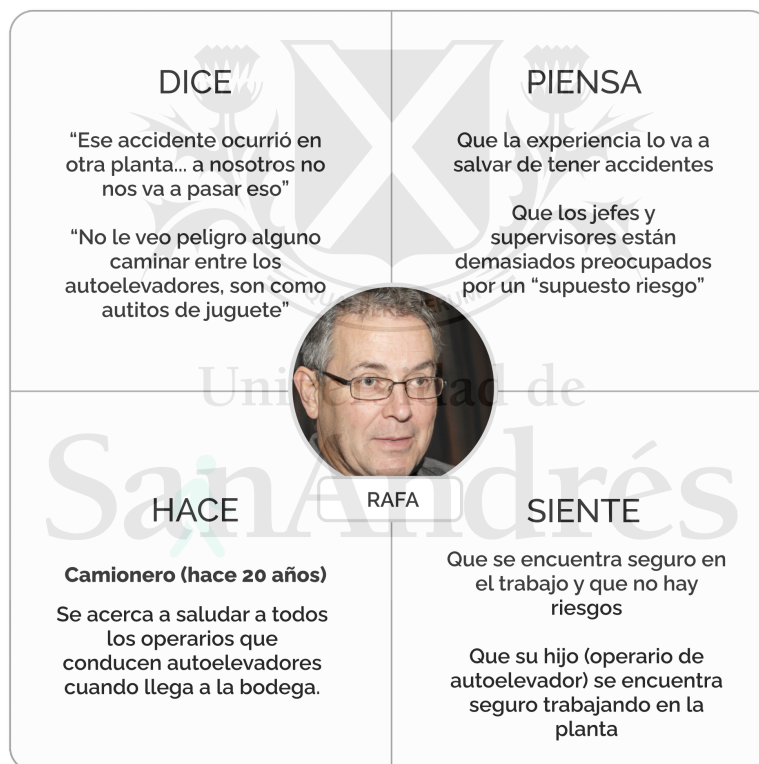 DICE
“Ese accidente ocurrió en
otra planta... a nosotros no
nos va a pasar eso”
“No le veo peligro alguno
caminar entre los
autoelevadores, son como
autitos de juguete”
PIENSA
Que la experiencia lo va a
salvar de tener accidentes
Que los jefes y
supervisores están
demasiados preocupados
por un “supuesto riesgo”
RAFA
HACE
Camionero (hace 20 años)
Se acerca a saludar a todos
los operarios que
conducen autoelevadores
cuando llega a la bodega.
SIENTE
Que se encuentra seguro en
el trabajo y que no hay
riesgos
Que su hijo (operario de
autoelevador) se encuentra
seguro trabajando en la
planta
Universidad de
SanAndrés